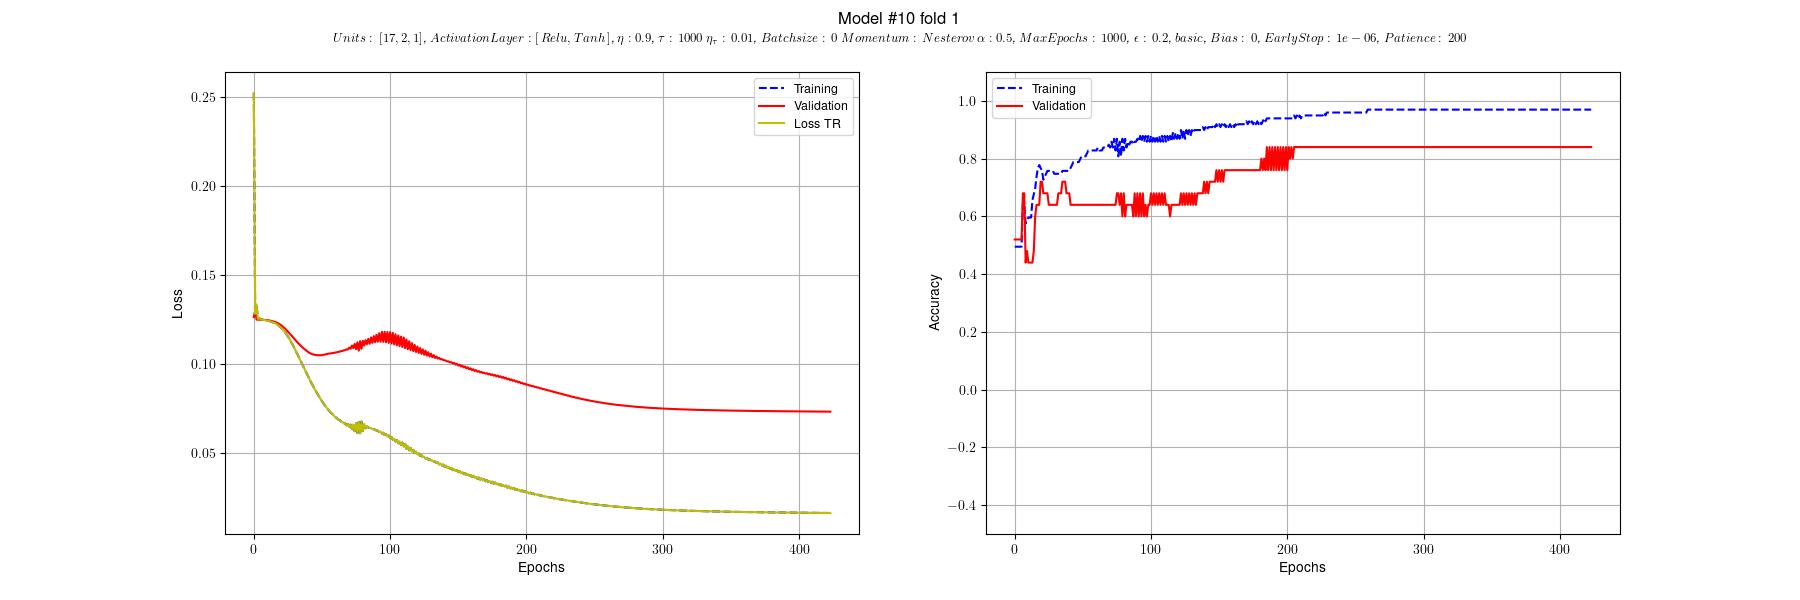 Model #10 fold 1
Units : [17, 2, 1], ActivationLayer : [Relu, Tanh], η : 0.9, τ : 1000 ητ : 0.01, Batchsize : 0 Momentum : Nesterov α : 0.5, MaxEpochs : 1000, ϵ : 0.2, basic, Bias : 0, EarlyStop : 1e − 06, Patience : 200
Loss
0.25
0.20
0.15
0.10
0.05
Training
Validation
Loss TR
0 100 200 300 400
Epochs
Accuracy
1.0
0.8
0.6
0.4
0.2
0.0
−0.2
−0.4
Training
Validation
0 100 200 300 400
Epochs